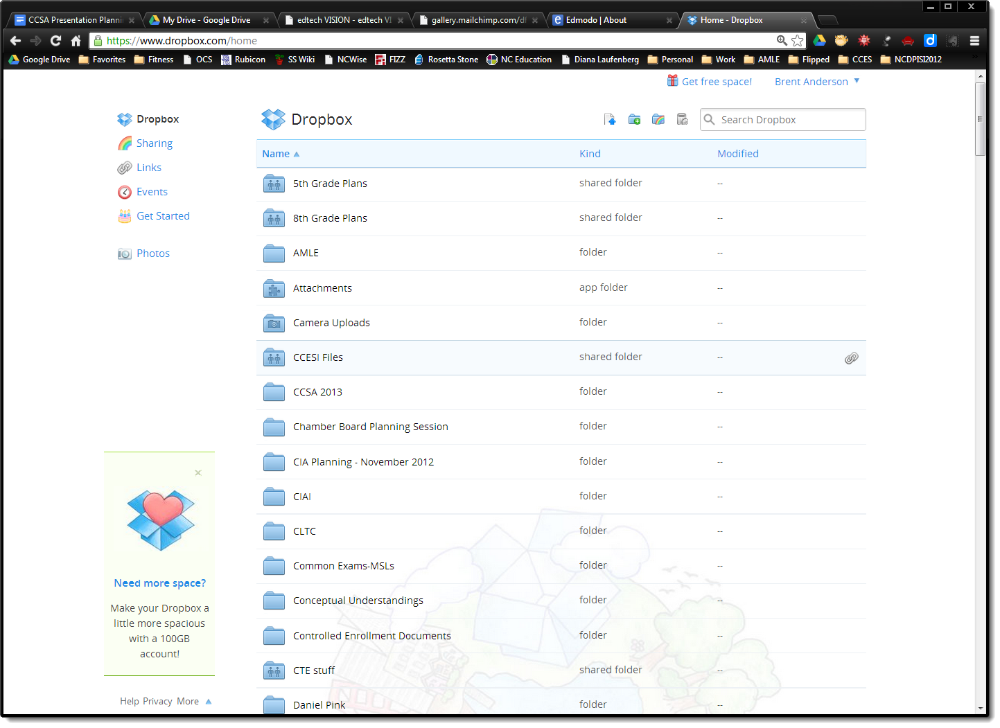 CCSA Presentation Plannin
My Drive - Google Drive
edtech VISION - edtech VI
gallery.mailchimp.com/df
Edmodo | About
Home - Dropbox
https://www.dropbox.com/home
Google Drive Favorites Fitness OCS Rubicon SS Wiki NCWise FIZZ Rosetta Stone NC Education Diana Laufenberg Personal Work AMLE Flipped CCES NCDPISI2012 »
Get free space! Brent Anderson
Dropbox
Sharing
Links
Events
Get Started
Photos
Dropbox
Search Dropbox
Name Kind Modified
5th Grade Plans shared folder --
8th Grade Plans shared folder --
AMLE folder --
Attachments app folder --
Camera Uploads folder --
CCESI Files shared folder --
CCSA 2013 folder --
Chamber Board Planning Session folder --
CIA Planning - November 2012 folder --
CIAI folder --
CLTC folder --
Common Exams-MSLs folder --
Conceptual Understandings folder --
Controlled Enrollment Documents folder --
CTE stuff shared folder --
Daniel Pink folder --
Need more space?
Make your Dropbox a
little more spacious
with a 100GB
account!
Help Privacy More